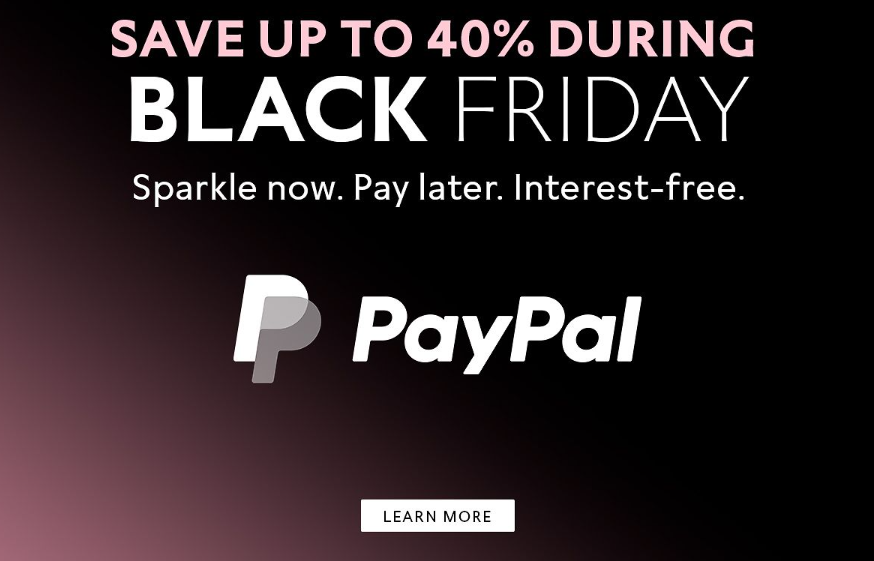 SAVE UP TO 40% DURING
BLACK FRIDAY
Sparkle now. Pay later. Interest-free.
PayPal
LEARN MORE